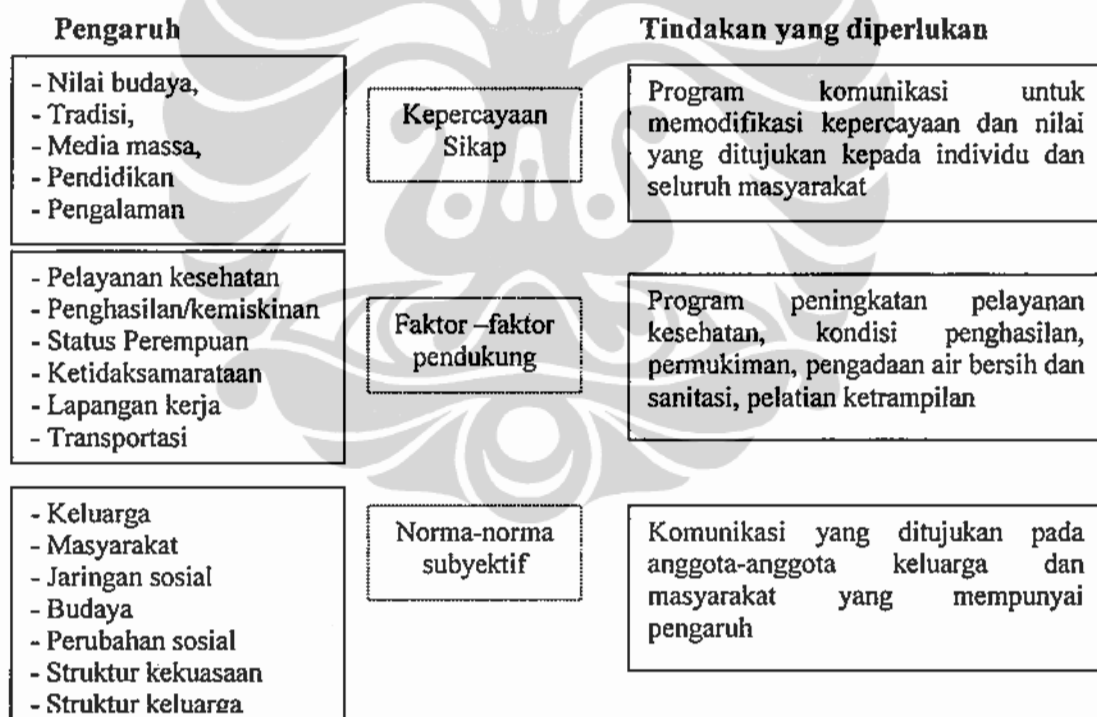 Pengaruh
Tindakan yang diperlukan
- Nilai budaya,
- Tradisi,
- Media massa,
- Pendidikan
- Pengalaman
Kepercayaan
Sikap
Program komunikasi untuk
memodifikasi kepercayaan dan nilai
yang ditujukan kepada individu dan
seluruh masyarakat
- Pelayanan kesehatan
- Penghasilan/kemiskinan
- Status Perempuan
- Ketidaksamarataan
- Lapangan kerja
- Transportasi
Faktor –faktor
pendukung
Program peningkatan pelayanan
kesehatan, kondisi penghasilan,
permukiman, pengadaan air bersih dan
sanitasi, pelatian ketrampilan
- Keluarga
- Masyarakat
- Jaringan sosial
- Budaya
- Perubahan sosial
- Struktur kekuasaan
- Struktur keluarga
Norma-norma
subyektif
Komunikasi yang ditujukan pada
anggota-anggota keluarga dan
masyarakat yang mempunyai
pengaruh